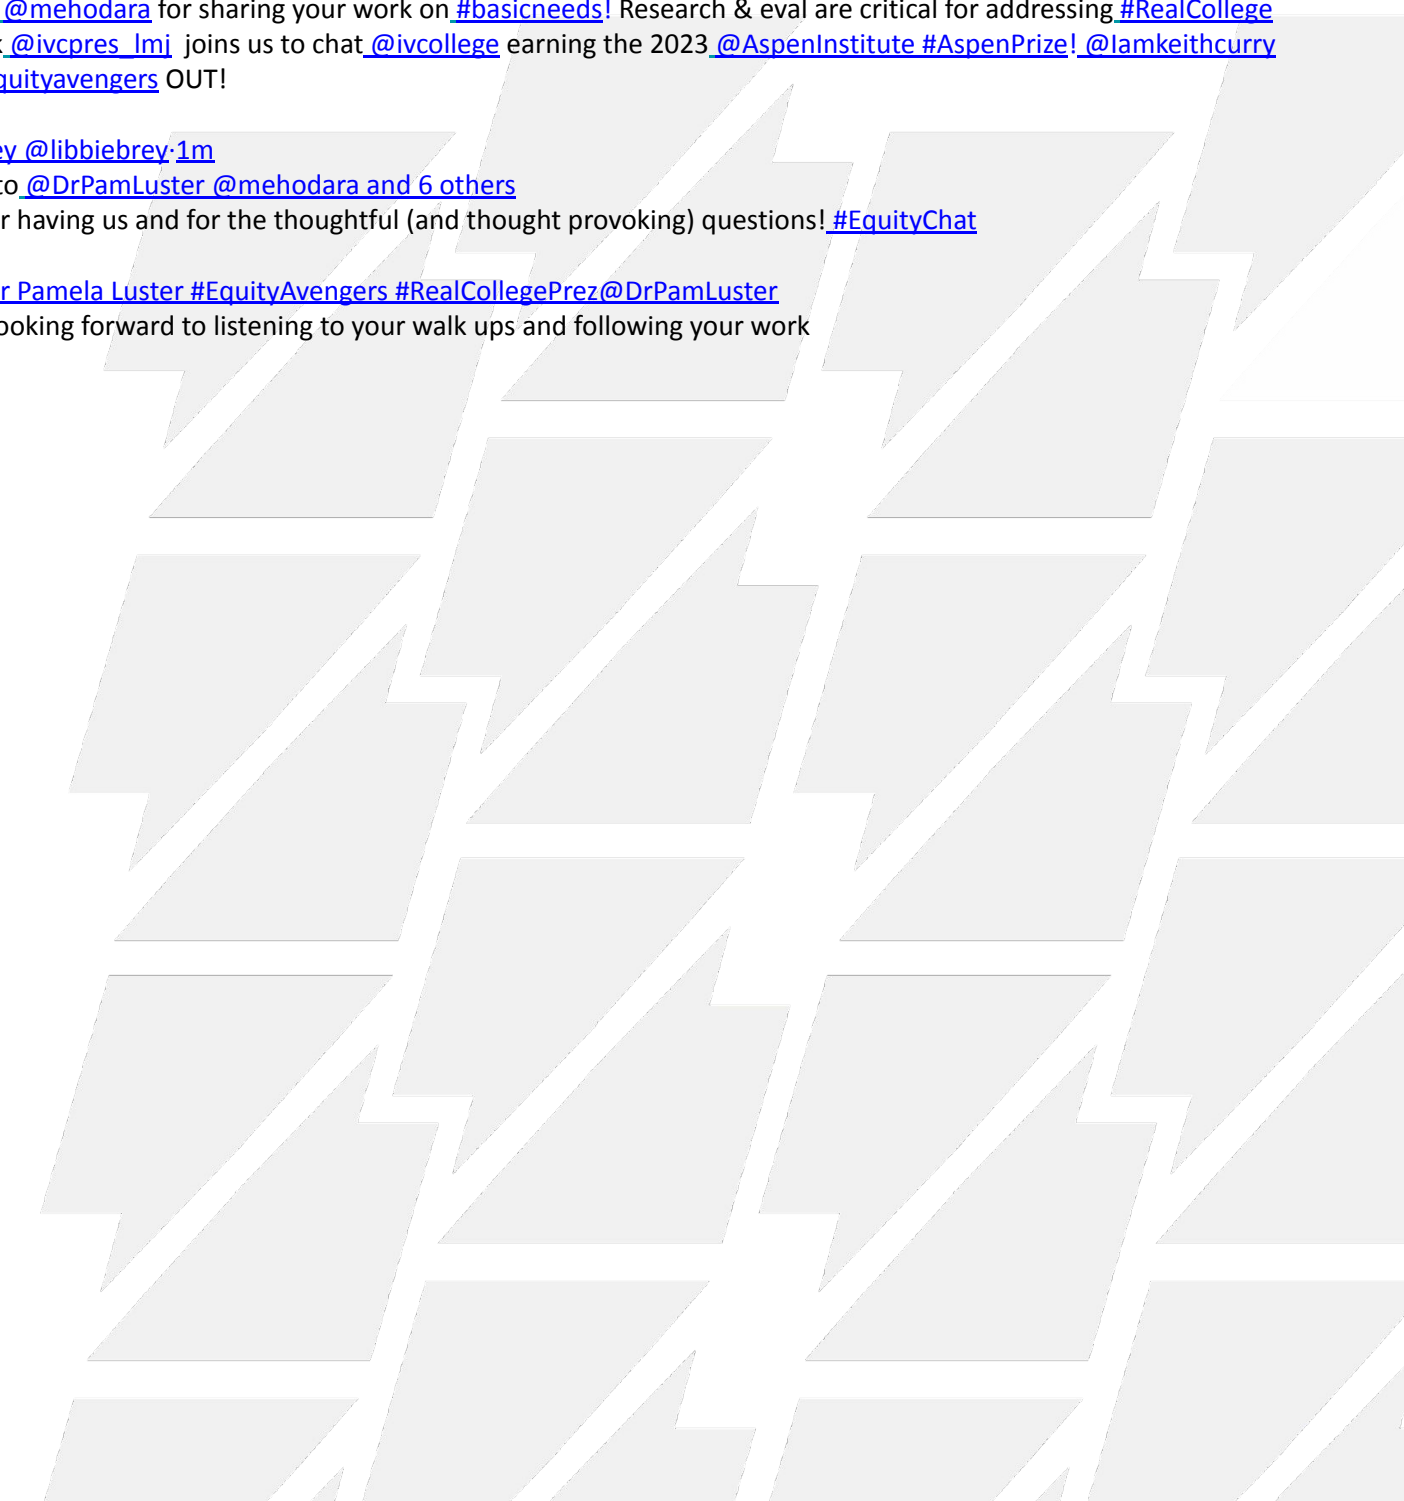 @mehodara for sharing your work on #basicneeds! Research & eval are critical for addressing #RealCollege
@ivcpres_lmj joins us to chat @ivcollege earning the 2023 @AspenInstitute #AspenPrize! @Iamkeithcurry
quityavengers OUT!
ey @libbiebrey·1m
to @DrPamLuster @mehodara and 6 others
r having us and for the thoughtful (and thought provoking) questions! #EquityChat
r Pamela Luster #EquityAvengers #RealCollegePrez@DrPamLuster
ooking forward to listening to your walk ups and following your work